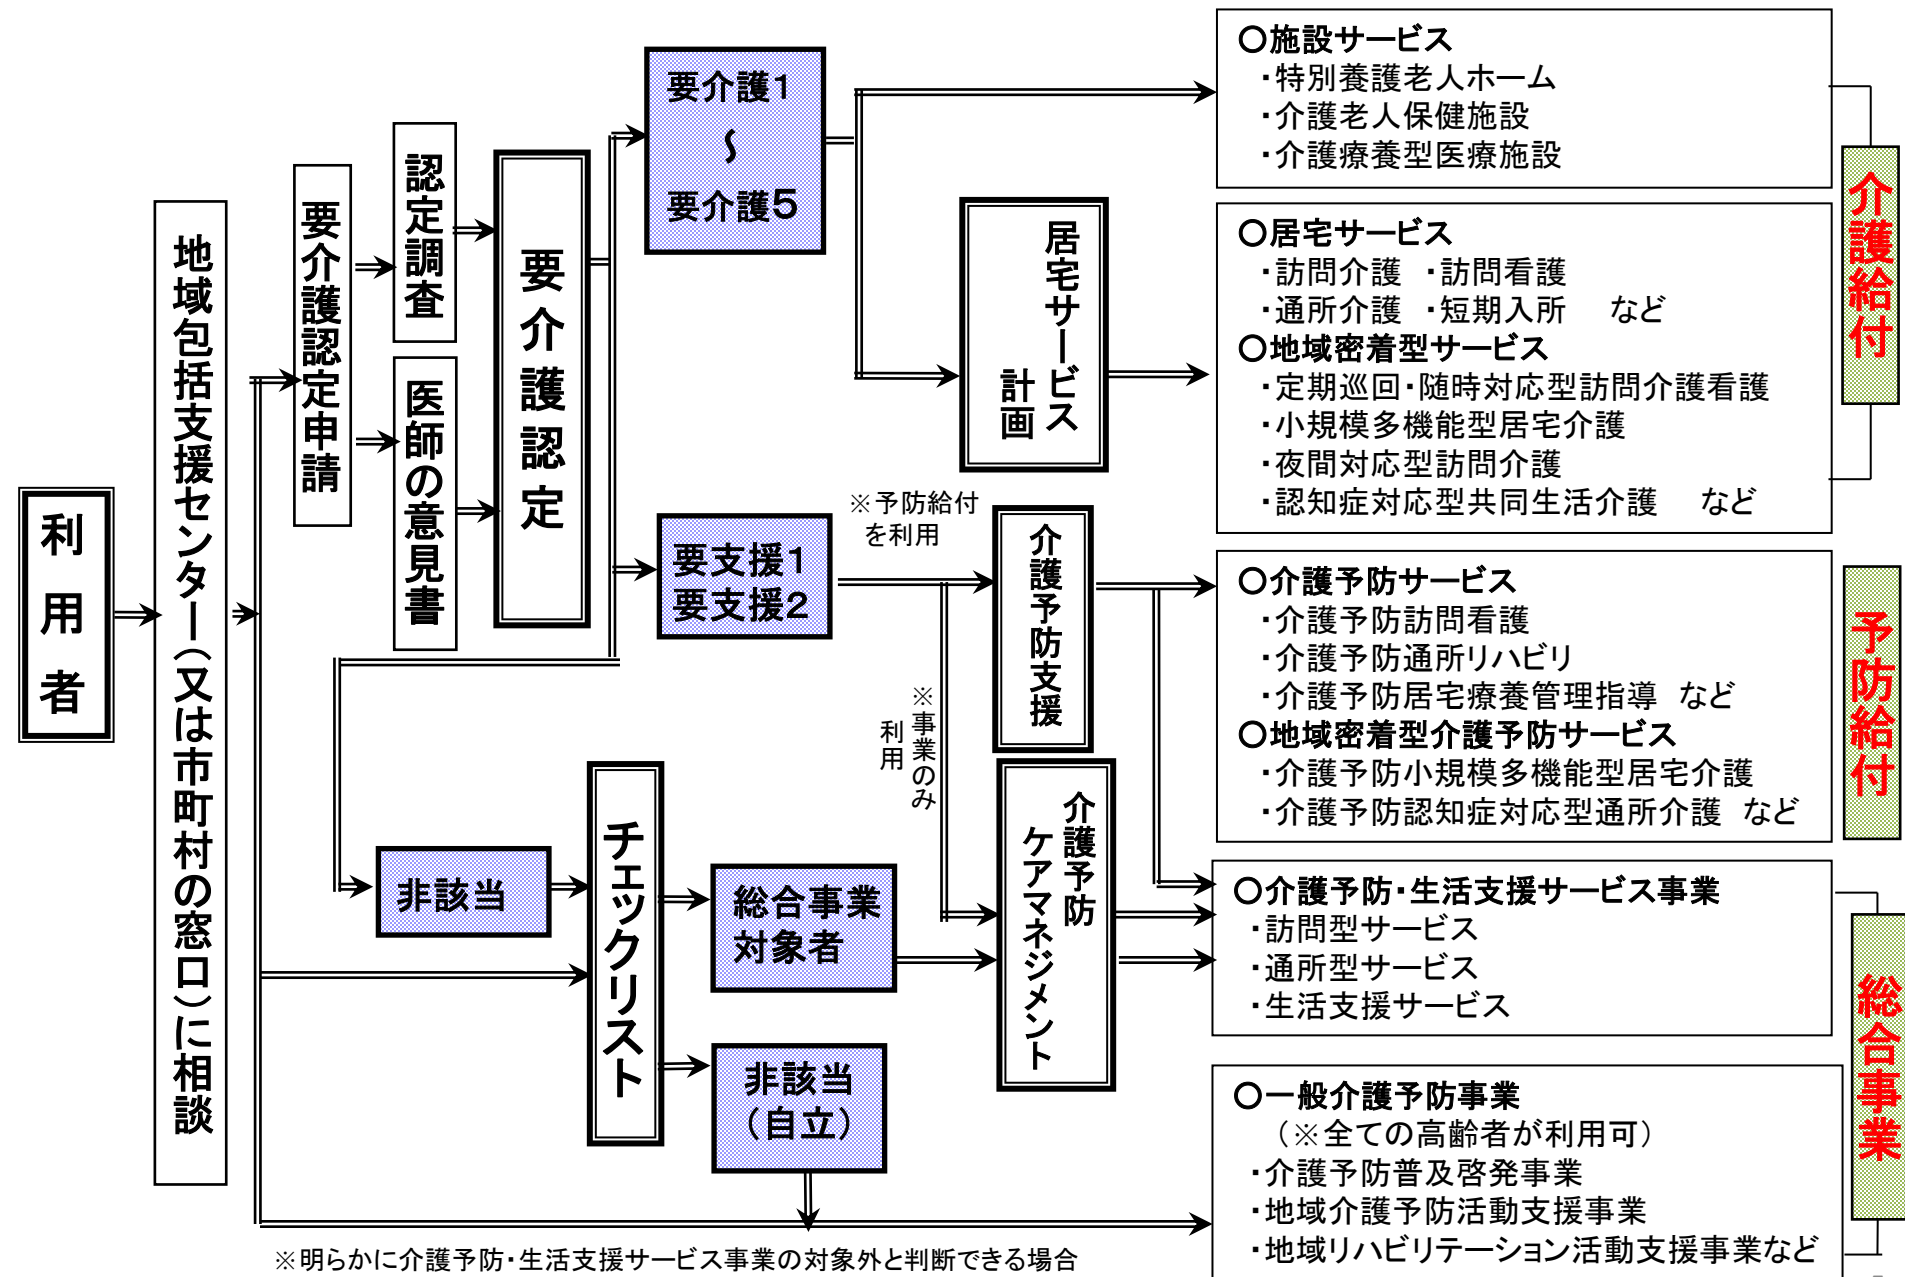 利用者
地域包括支援センター(又は市町村の窓口)に相談
要介護認定申請
認定調査
医師の意見書
要介護認定
要介護1
~
要介護5
要支援1
要支援2
非該当
チェックリスト
総合事業
対象者
非該当
(自立)
居宅サービス
計画
※予防給付
を利用
※事業のみ
利用
介護予防支援
介護予防
ケアマネジメント
○施設サービス
・特別養護老人ホーム
・介護老人保健施設
・介護療養型医療施設
○居宅サービス
・訪問介護 ・訪問看護
・通所介護 ・短期入所 など
○地域密着型サービス
・定期巡回・随時対応型訪問介護看護
・小規模多機能型居宅介護
・夜間対応型訪問介護
・認知症対応型共同生活介護 など
介護給付
○介護予防サービス
・介護予防訪問看護
・介護予防通所リハビリ
・介護予防居宅療養管理指導 など
○地域密着型介護予防サービス
・介護予防小規模多機能型居宅介護
・介護予防認知症対応型通所介護 など
予防給付
○介護予防・生活支援サービス事業
・訪問型サービス
・通所型サービス
・生活支援サービス
○一般介護予防事業
(※全ての高齢者が利用可)
・介護予防普及啓発事業
・地域介護予防活動支援事業
・地域リハビリテーション活動支援事業など
総合事業
※明らかに介護予防・生活支援サービス事業の対象外と判断できる場合